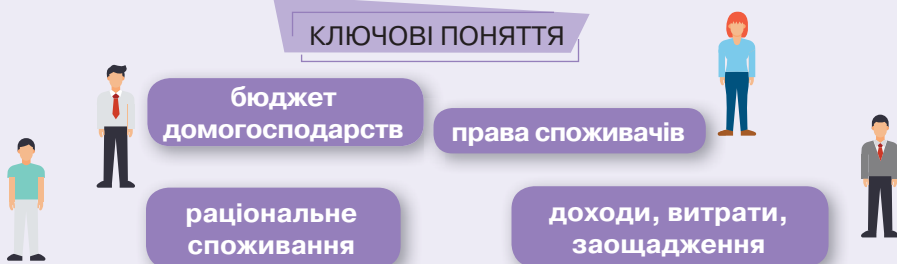 КЛЮЧОВІ ПОНЯТТЯ
бюджет
домогосподарств
права споживачів
раціональне
споживання
доходи, витрати,
заощадження